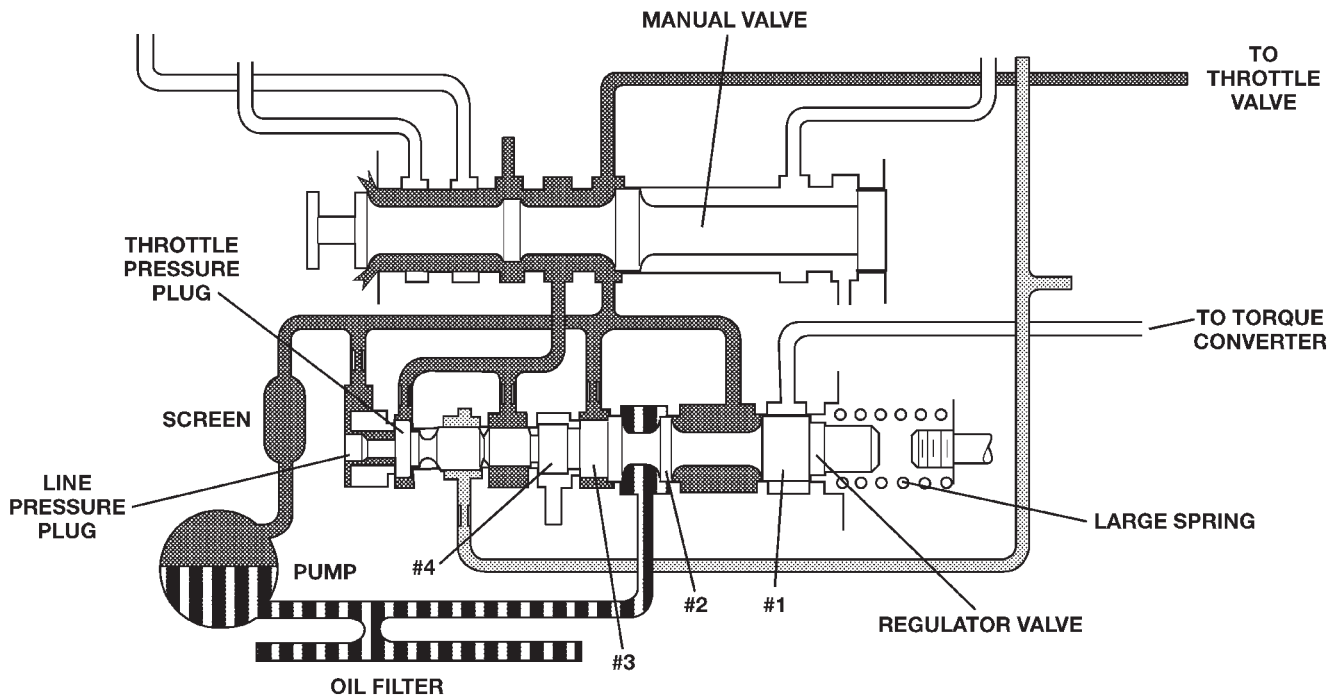 MANUAL VALVE
TO
THROTTLE
VALVE
THROTTLE
PRESSURE
PLUG
TO TORQUE
CONVERTER
SCREEN
LINE
PRESSURE
PLUG
LARGE SPRING
PUMP
#4
#2
#1
REGULATOR VALVE
#3
OIL FILTER